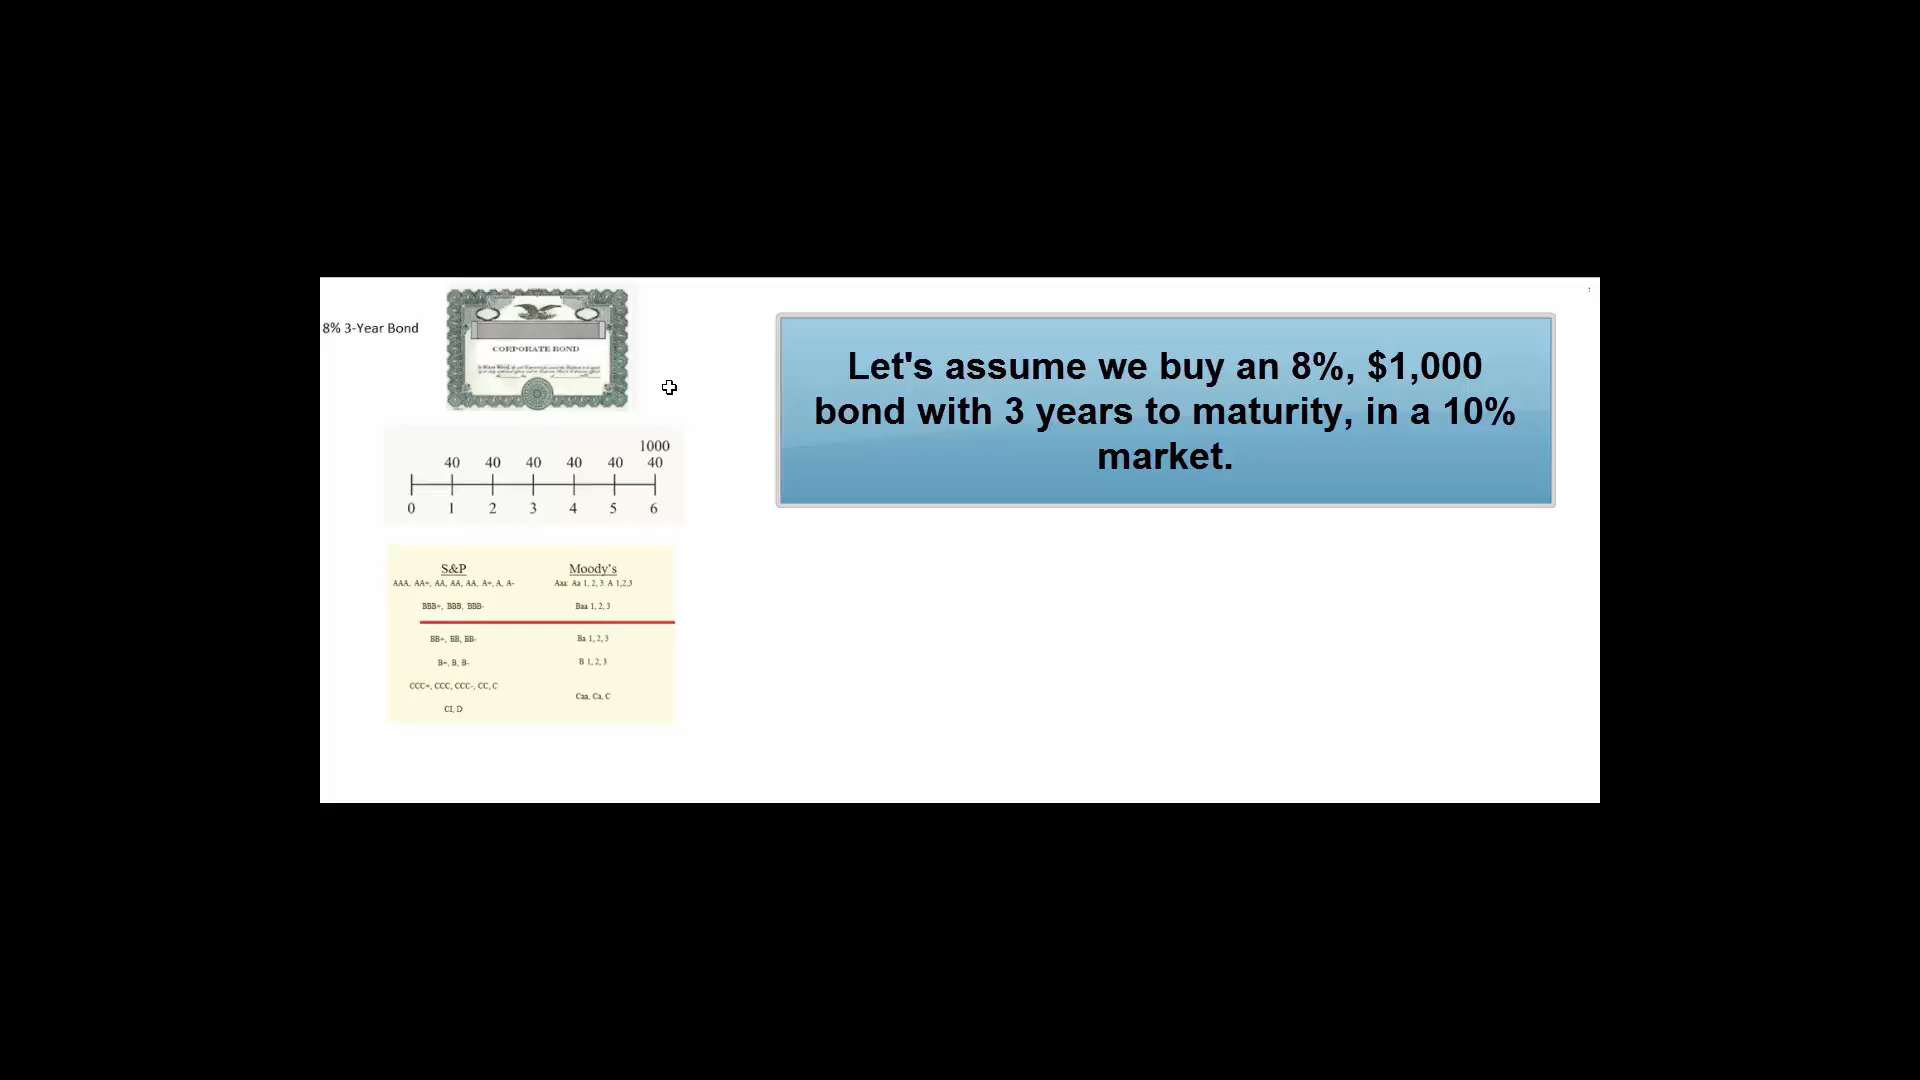 8% 3-Year Bond
CORPORATE BOND
Let's assume we buy an 8%, $1,000
bond with 3 years to maturity, in a 10%
market.
1000
40 40 40 40 40 40
0 1 2 3 4 5 6
S&P Moody's
AAA, AA+, AA, AA, AA, A+, A, A- Aaa: Aa 1, 2, 3: A 1,2,3
BBB+, BBB, BBB- Baa 1, 2, 3
BB+, BB, BB- Ba 1, 2, 3
B+, B, B- B 1, 2, 3
CCC+, CCC, CCC-, CC, C
Caa, Ca, C
CI, D